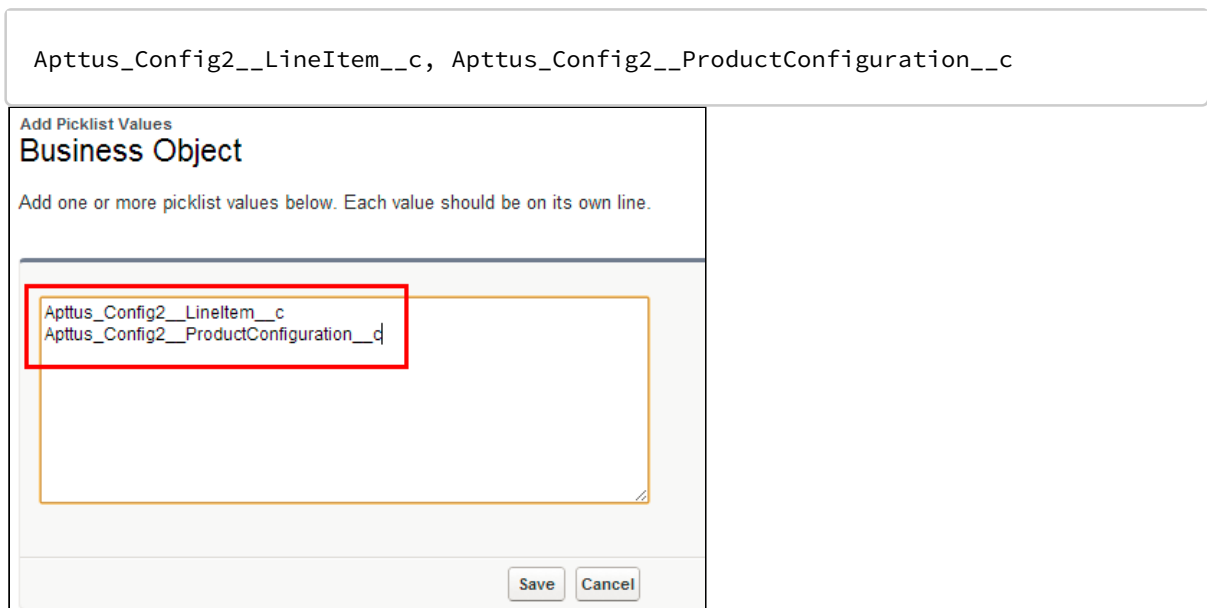 Apttus_Config2__LineItem__c, Apttus_Config2__ProductConfiguration__c
Add Picklist Values
Business Object
Add one or more picklist values below. Each value should be on its own line.
Apttus_Config2__LineItem__c
Apttus_Config2__ProductConfiguration__c
Save Cancel